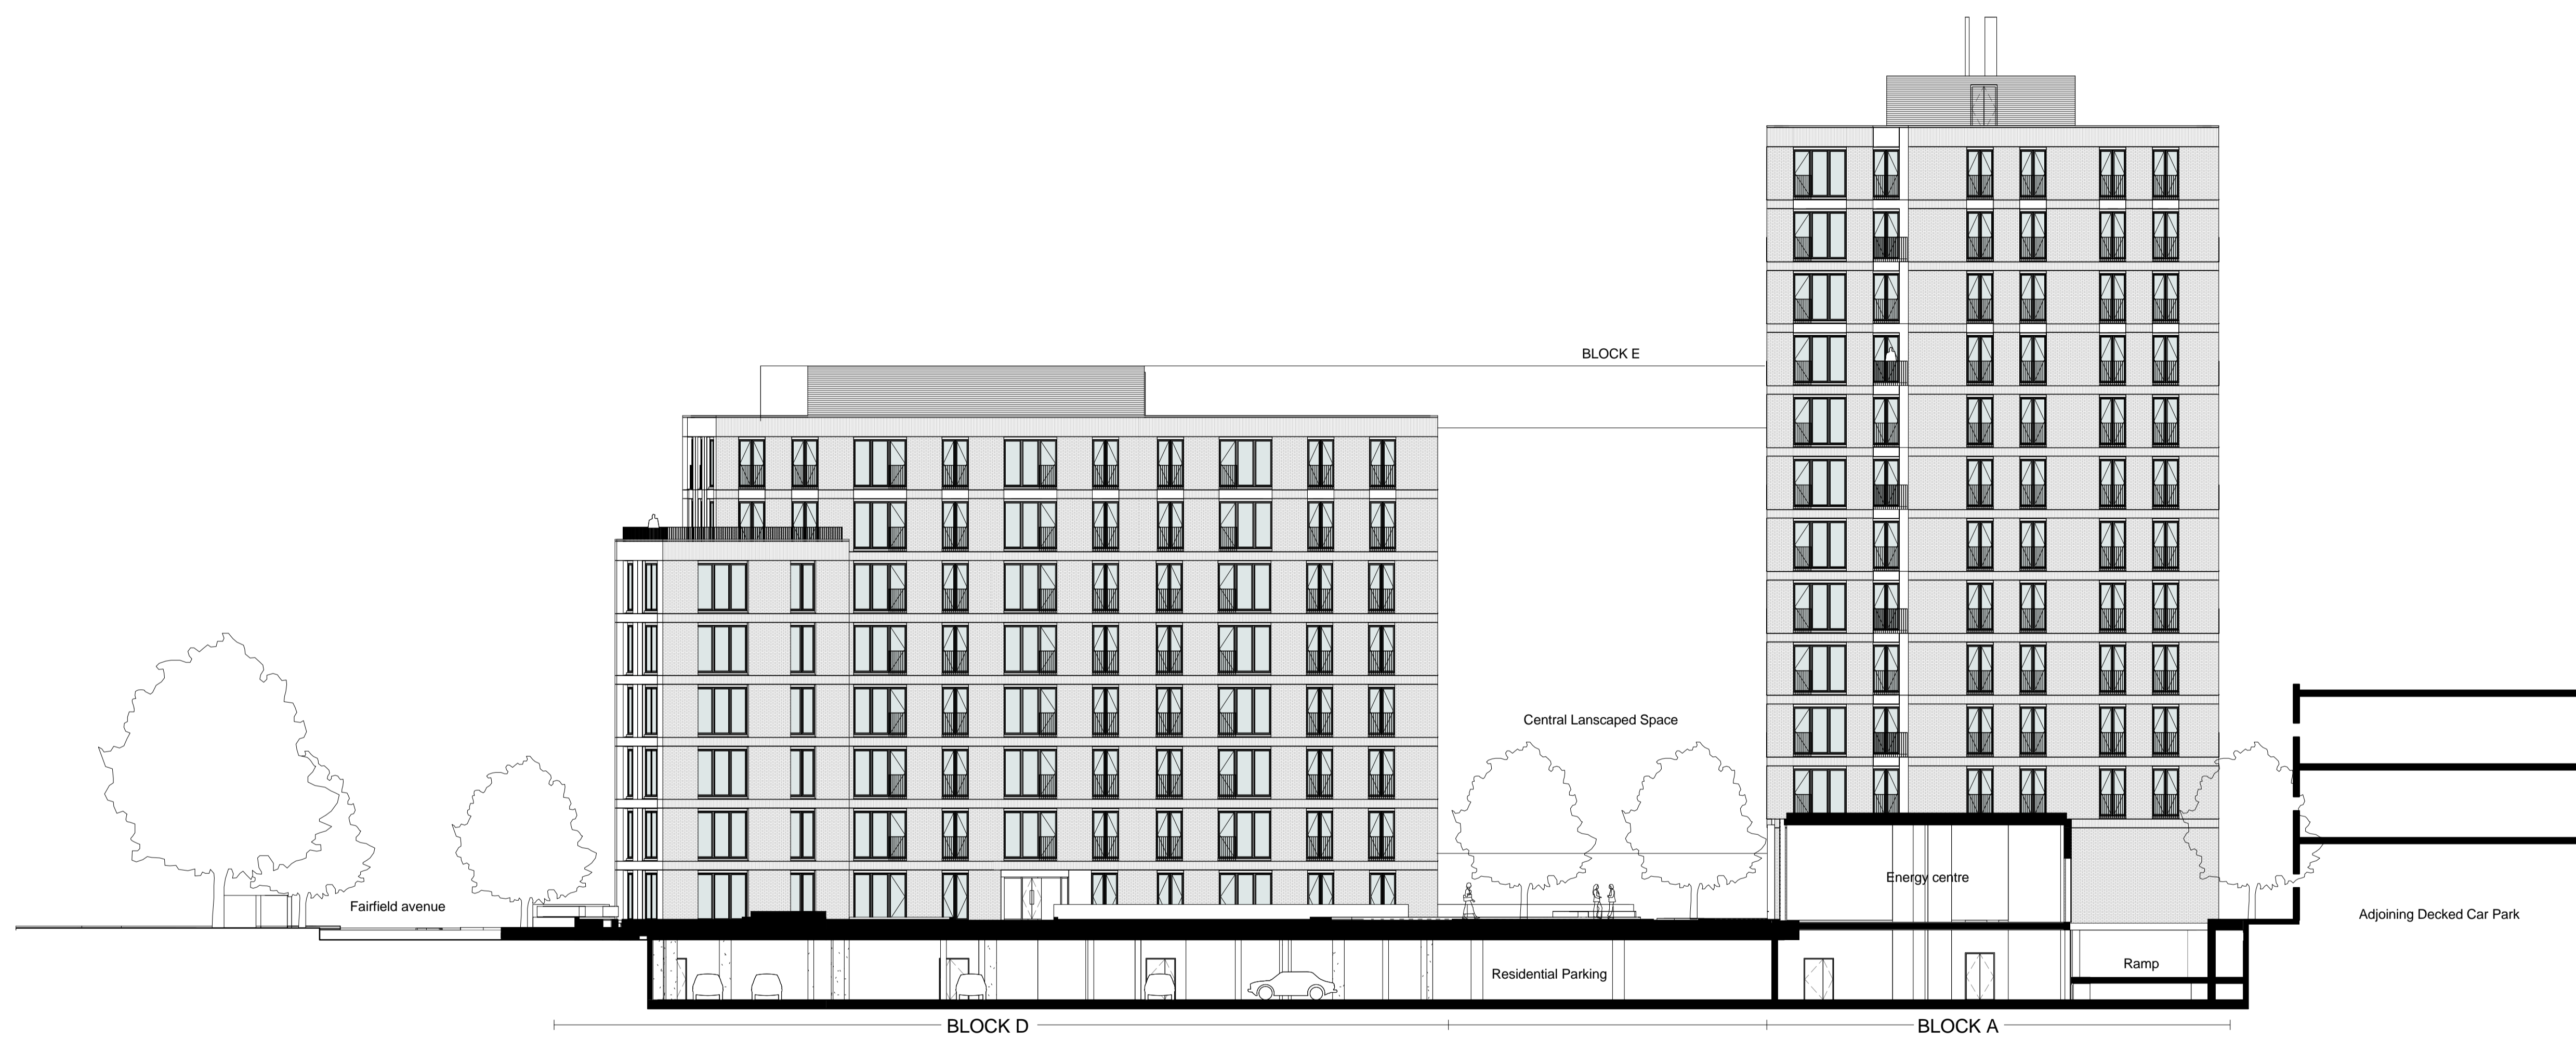 BLOCK E
Central Lanscaped Space
Energy centre
Fairfield avenue
Adjoining Decked Car Park
Residential Parking
Ramp
BLOCK D
BLOCK A